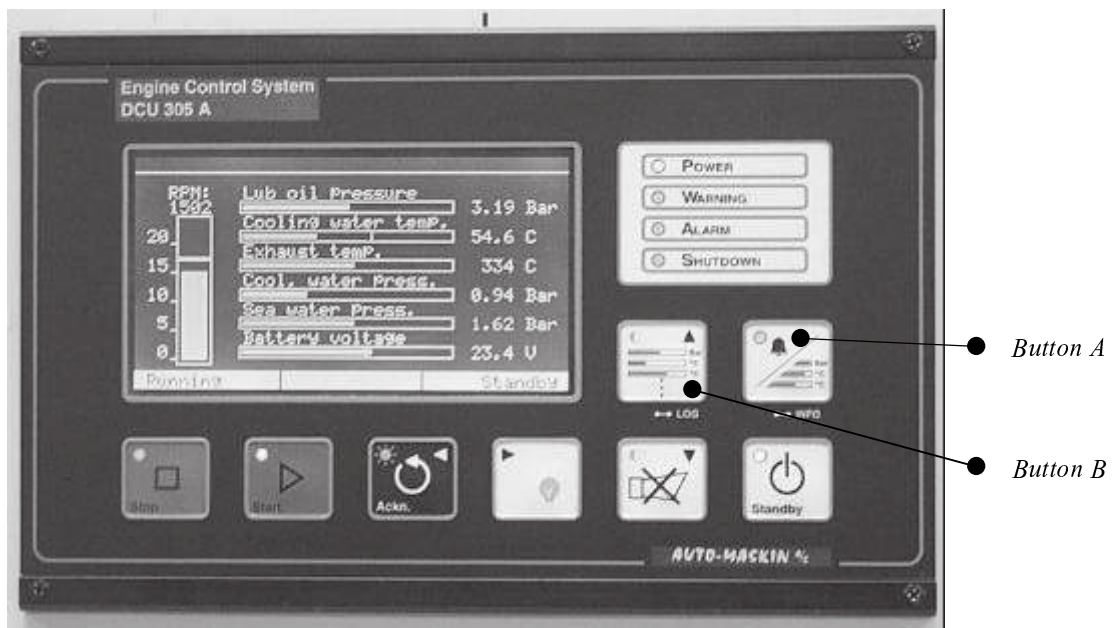 Engine Control System
DCU 305 A
RPM:
1502
20
15
10
5
0
Lub oil Pressure
3.19 Bar
Cooling water temp.
54.6 C
Exhaust temp.
334 C
Cool. water Press.
0.94 Bar
Sea water Press.
1.62 Bar
Battery voltage
23.4 V
Running
Standby
POWER
WARNING
ALARM
SHUTDOWN
Bar
°C
°C
LOG
Bar
°C
°C
INFO
Button A
Button B
Stop
Start
Ackn.
Standby
AUTO-MASKIN